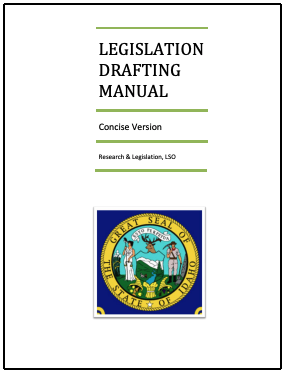 LEGISLATION
DRAFTING
MANUAL
Concise Version
Research & Legislation, LSO
GREAT SEAL OF
THE STATE OF IDAHO